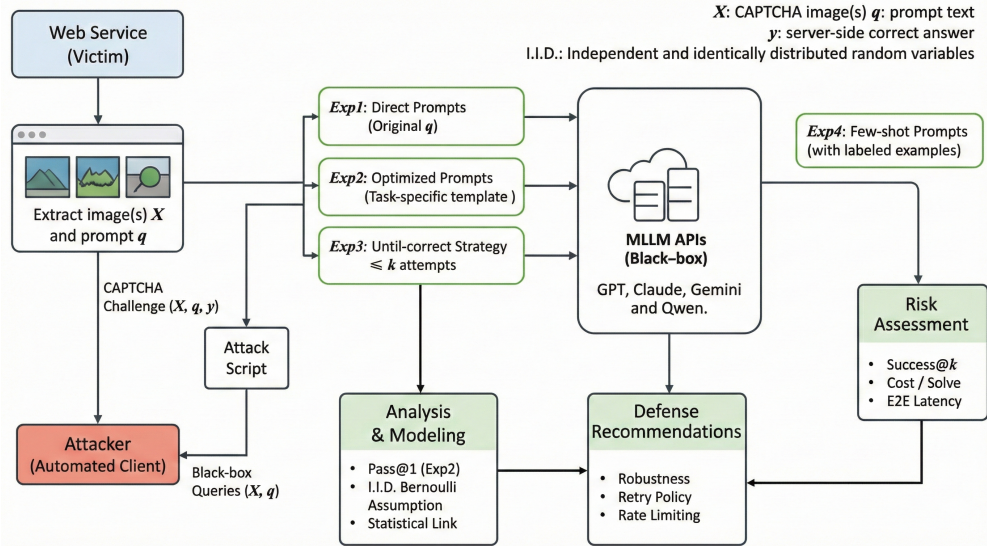 X: CAPTCHA image(s) q: prompt text
y: server-side correct answer
I.I.D.: Independent and identically distributed random variables
Web Service
(Victim)
Extract image(s) X
and prompt q
CAPTCHA
Challenge (X, q, y)
Attacker
(Automated Client)
Attack
Script
Black-box
Queries (X, q)
Exp1: Direct Prompts
(Original q)
Exp2: Optimized Prompts
(Task-specific template )
Exp3: Until-correct Strategy
⩽ k attempts
MLLM APIs
(Black–box)
GPT, Claude, Gemini
and Qwen.
Exp4: Few-shot Prompts
(with labeled examples)
Risk
Assessment
• Success@k
• Cost / Solve
• E2E Latency
Analysis
& Modeling
• Pass@1 (Exp2)
• I.I.D. Bernoulli
Assumption
• Statistical Link
Defense
Recommendations
• Robustness
• Retry Policy
• Rate Limiting